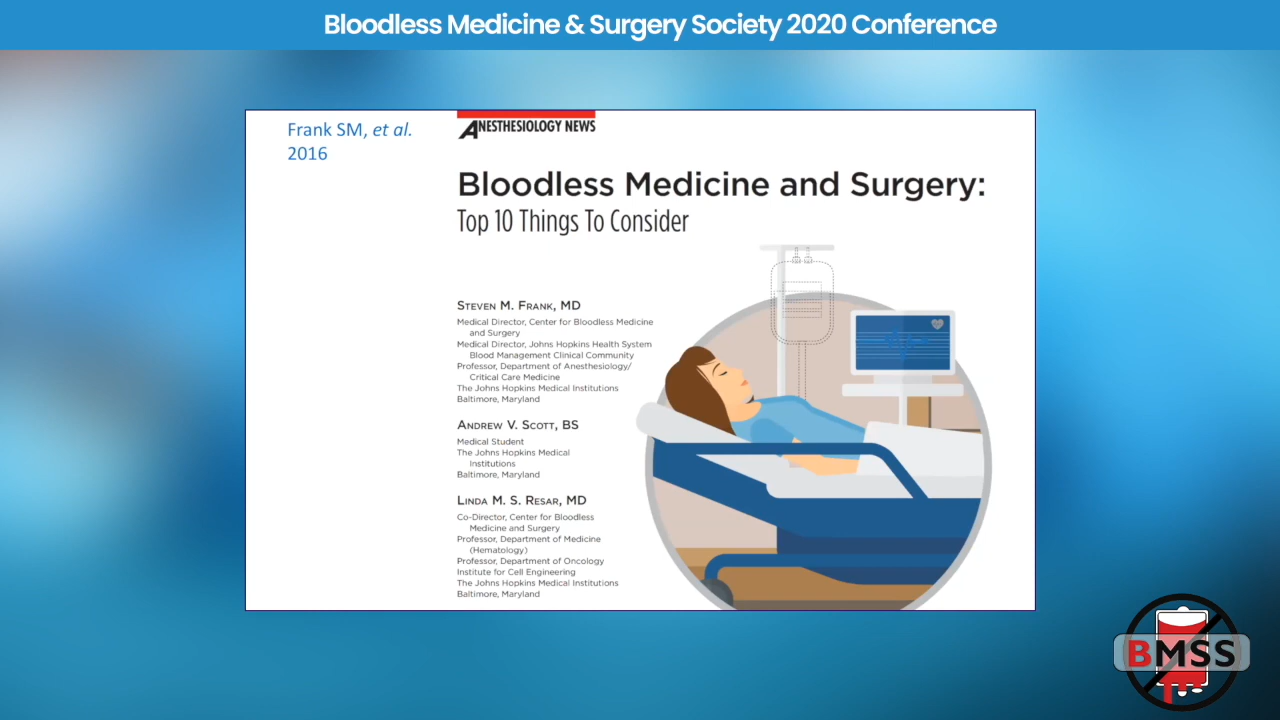 Bloodless Medicine & Surgery Society 2020 Conference
Frank SM, et al.
2016
ANESTHESIOLOGY NEWS
Bloodless Medicine and Surgery:
Top 10 Things To Consider
STEVEN M. FRANK, MD
Medical Director, Center for Bloodless Medicine
and Surgery
Medical Director, Johns Hopkins Health System
Blood Management Clinical Community
Professor, Department of Anesthesiology/
Critical Care Medicine
The Johns Hopkins Medical Institutions
Baltimore, Maryland
ANDREW V. SCOTT, BS
Medical Student
The Johns Hopkins Medical
Institutions
Baltimore, Maryland
LINDA M. S. RESAR, MD
Co-Director, Center for Bloodless
Medicine and Surgery
Professor, Department of Medicine
(Hematology)
Professor, Department of Oncology
Institute for Cell Engineering
The Johns Hopkins Medical Institutions
Baltimore, Maryland
BMSS